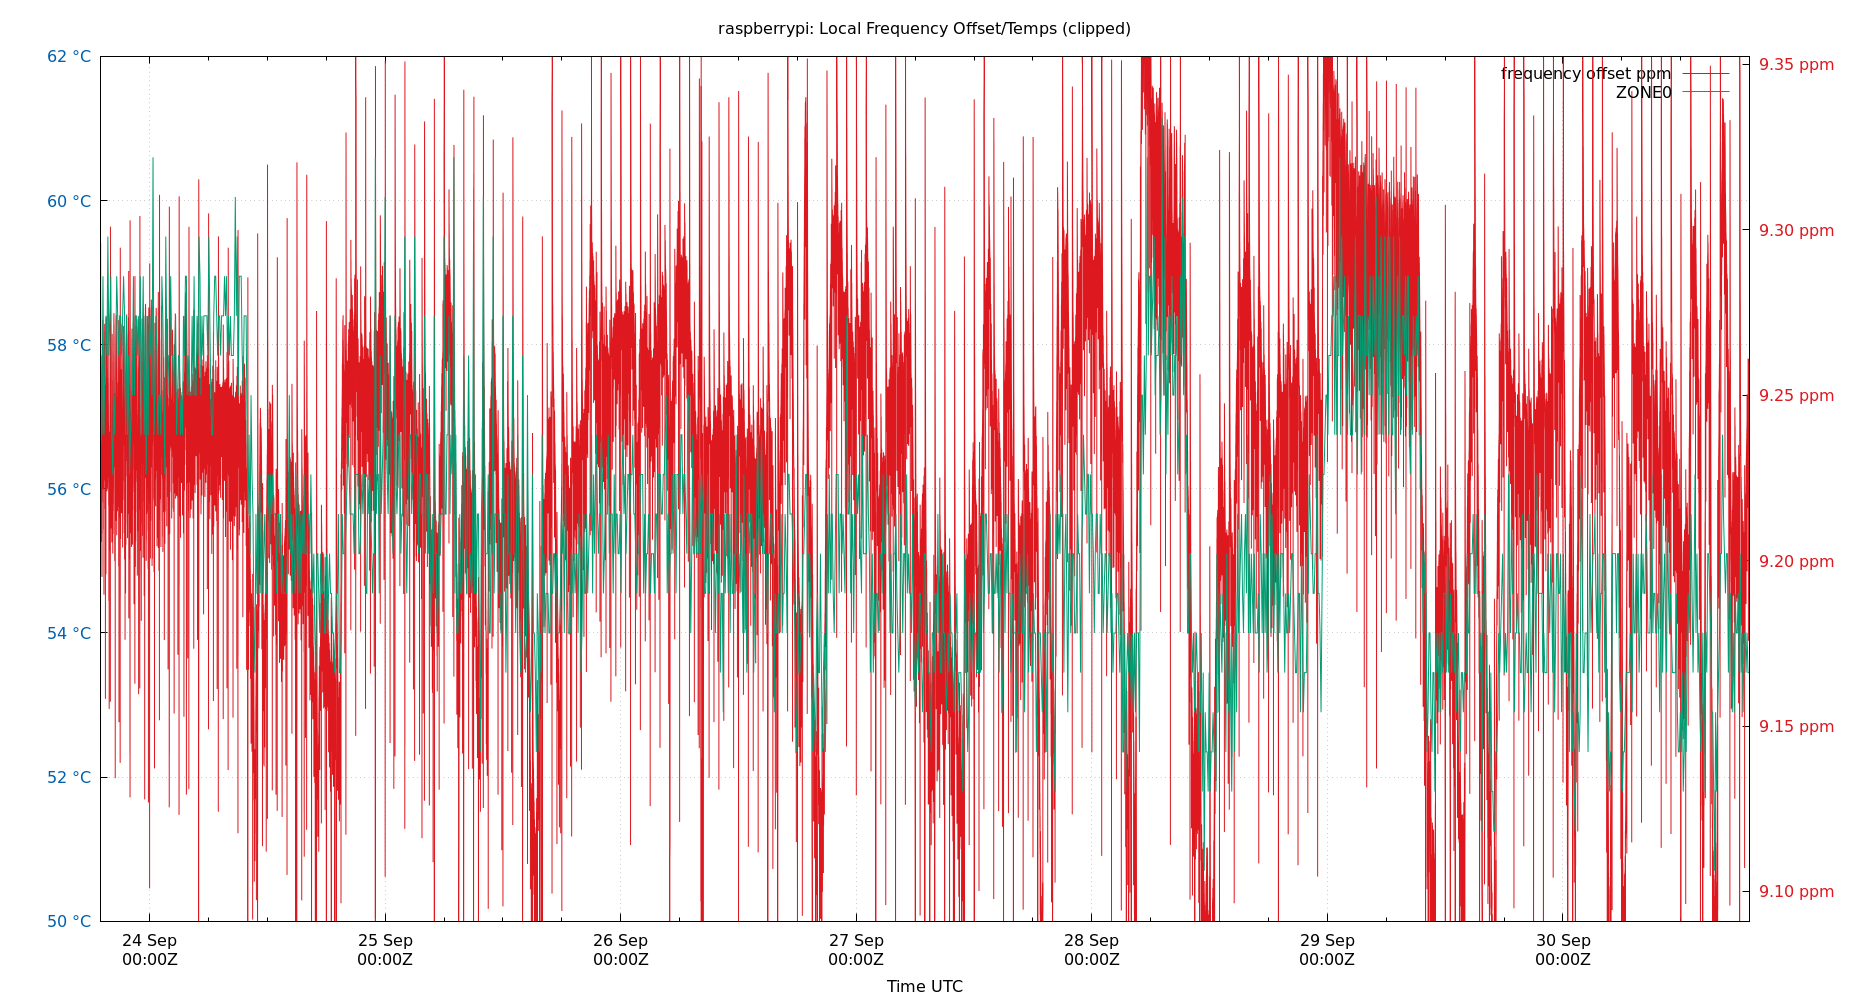 raspberrypi: Local Frequency Offset/Temps (clipped)
62 °C
60 °C
58 °C
56 °C
54 °C
52 °C
50 °C
frequency offset ppm
ZONE0
9.35 ppm
9.30 ppm
9.25 ppm
9.20 ppm
9.15 ppm
9.10 ppm
24 Sep 25 Sep 26 Sep 27 Sep 28 Sep 29 Sep 30 Sep
00:00Z 00:00Z 00:00Z 00:00Z 00:00Z 00:00Z 00:00Z
Time UTC